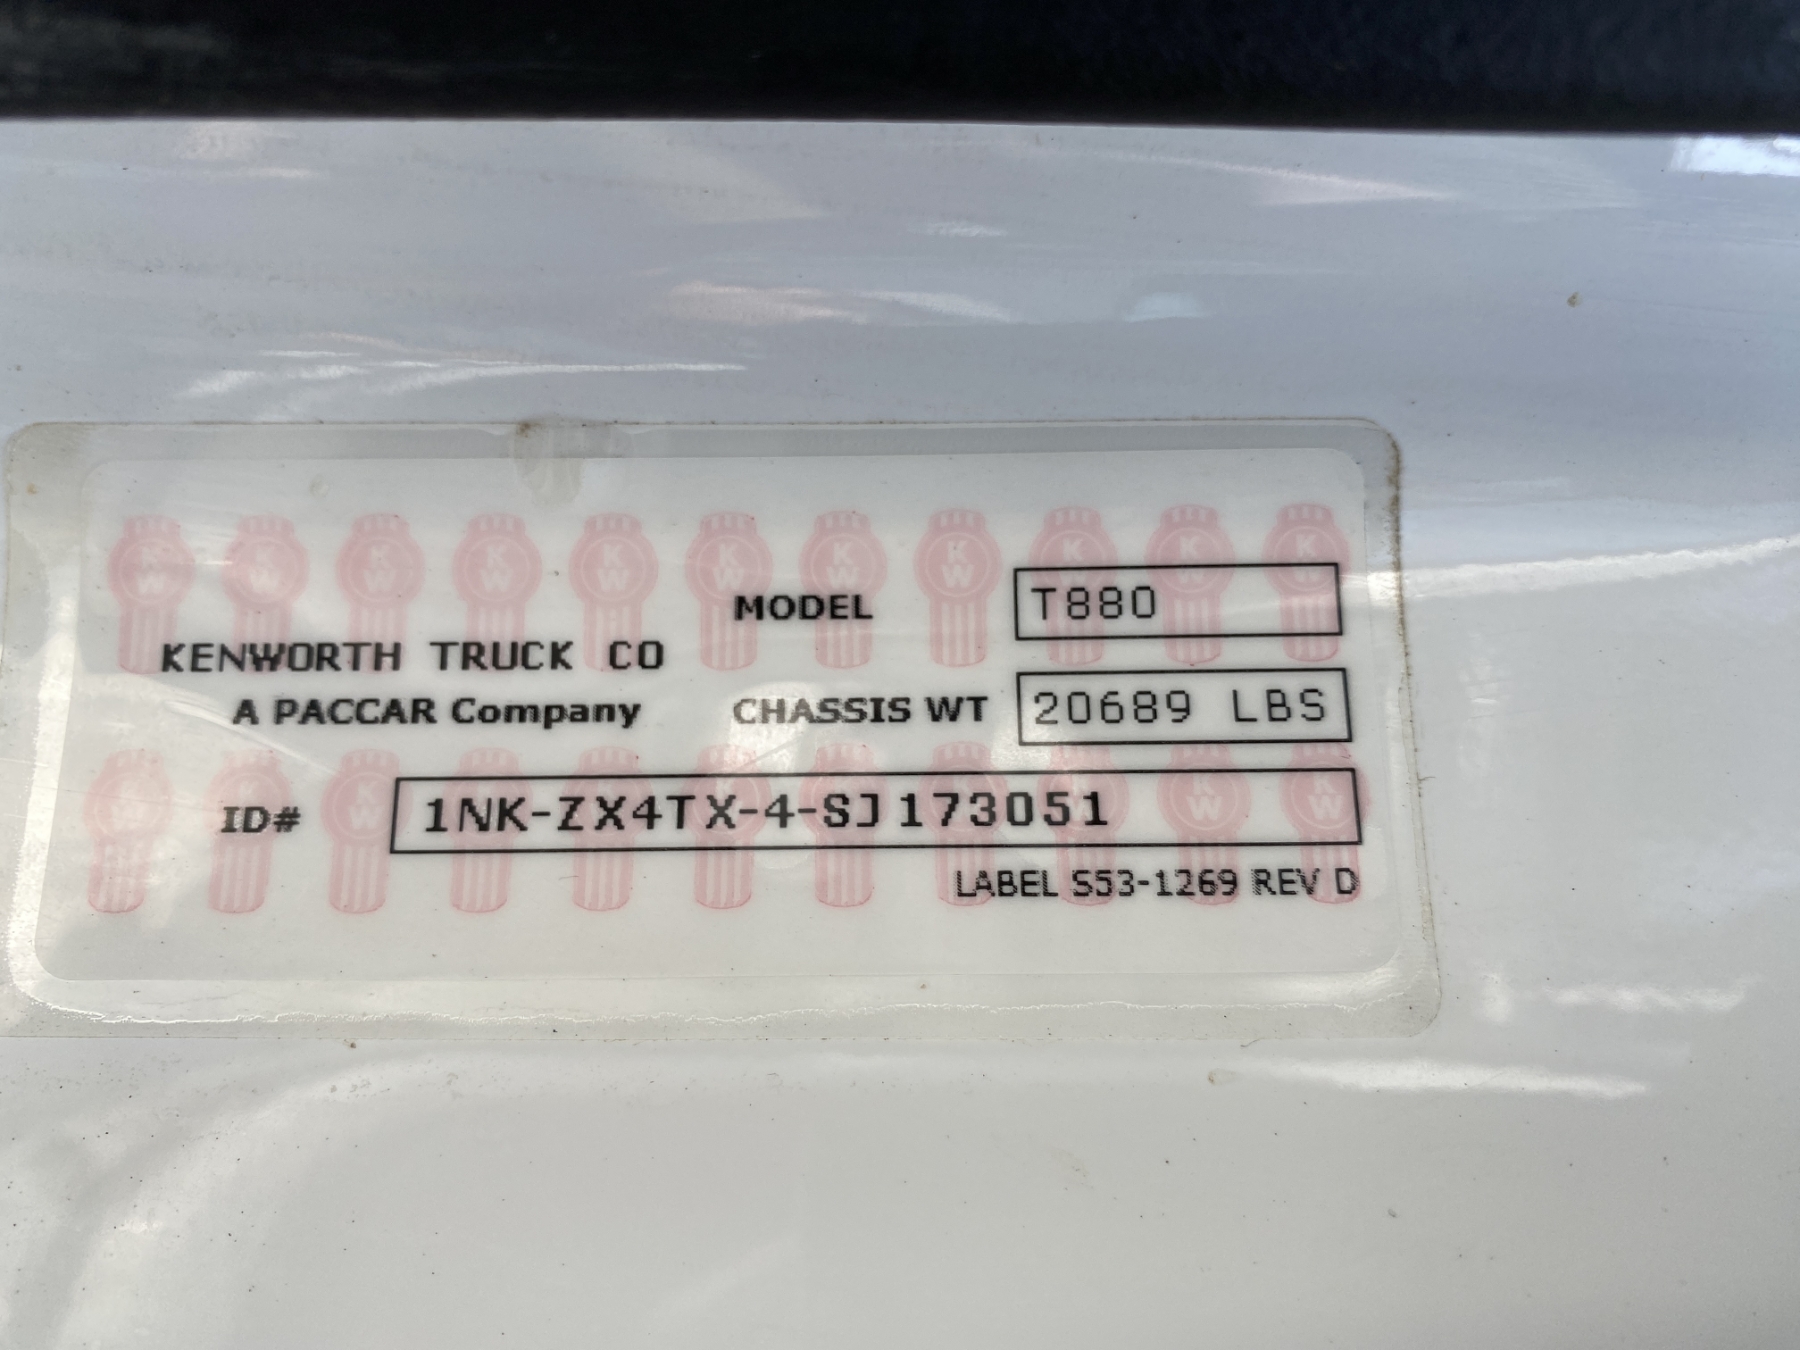 MODEL T880
KENWORTH TRUCK CO
A PACCAR Company
CHASSIS WT 20689 LBS
ID# 1NK-ZX4TX-4-SJ173051
LABEL S53-1269 REV D